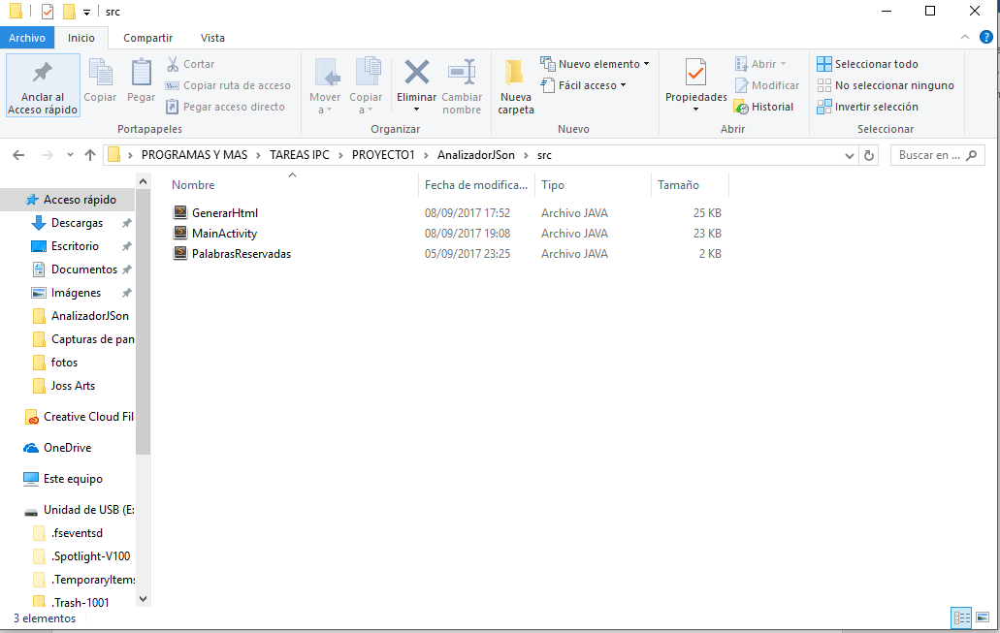 src
Archivo Inicio Compartir Vista
Anclar al Acceso rápido
Copiar
Pegar
Cortar
Copiar ruta de acceso
Pegar acceso directo
Portapapeles
Mover a
Copiar a
Eliminar
Cambiar nombre
Organizar
Nueva carpeta
Nuevo elemento
Fácil acceso
Nuevo
Propiedades
Abrir
Modificar
Historial
Abrir
Seleccionar todo
No seleccionar ninguno
Invertir selección
Seleccionar
PROGRAMAS Y MAS > TAREAS IPC > PROYECTO1 > AnalizadorJSon > src
Buscar en ...
Acceso rápido
Descargas
Escritorio
Documentos
Imágenes
AnalizadorJSon
Capturas de pan
fotos
Joss Arts
Creative Cloud Fil
OneDrive
Este equipo
Unidad de USB (E:
.fseventsd
.Spotlight-V100
.TemporaryItems
.Trash-1001
Nombre Fecha de modifica... Tipo Tamaño
GenerarHtml 08/09/2017 17:52 Archivo JAVA 25 KB
MainActivity 08/09/2017 19:08 Archivo JAVA 23 KB
PalabrasReservadas 05/09/2017 23:25 Archivo JAVA 2 KB
3 elementos